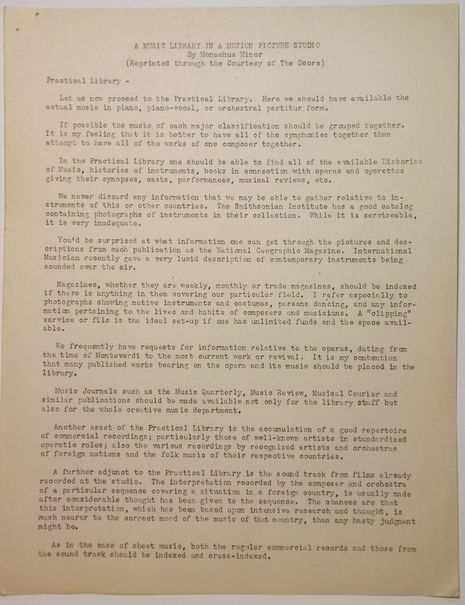 A MUSIC LIBRARY IN A MOTION PICTURE STUDIO
By Monachus Minor
(Reprinted through the Courtesy of The Score)
Practical Library -
Let us now proceed to the Practical Library. Here we should have available the
actual music in piano, piano-vocal, or orchestral partitur form.
If possible the music of each major classification should be grouped together.
It is my feeling that it is better to have all of the symphonies together than
attempt to have all of the works of one composer together.
In the Practical Library one should be able to find all of the available Histories
of Music, histories of instruments, books in connection with operas and operettas
giving their synopses, casts, performances, musical reviews, etc.
We never discard any information that we may be able to gather relative to in-
struments of this or other countries. The Smithsonian Institute has a good catalog
containing photographs of instruments in their collection. While it is serviceable,
it is very inadequate.
You'd be surprised at what information one can get through the pictures and des-
criptions from such publication as the National Geographic Magazine. International
Musician recently gave a very lucid description of contemporary instruments being
sounded over the air.
Magazines, whether they are weekly, monthly or trade magazines, should be indexed
if there is anything in them covering our particular field. I refer especially to
photographs showing native instruments and costumes, persons dancing, and any infor-
mation pertaining to the lives and habits of composers and musicians. A "clipping"
service or file is the ideal set-up if one has unlimited funds and the space avail-
able.
We frequently have requests for information relative to the operas, dating from
the time of Monteverdi to the most current work or revival. It is my contention
that many published works bearing on the opera and its music should be placed in the
library.
Music Journals such as the Music Quarterly, Music Review, Musical Courier and
similar publications should be made available not only for the library staff but
also for the whole creative music department.
Another asset of the Practical Library is the accumulation of a good repertoire
of commercial recordings; particularly those of well-known artists in standardized
operatic roles; also the various recordings by recognized artists and orchestras
of foreign nations and the folk music of their respective countries.
A further adjunct to the Practical Library is the sound track from films already
recorded at the studio. The interpretation recorded by the composer and orchestra
of a particular sequence covering a situation in a foreign country, is usually made
after considerable thought has been given to the sequence. The chances are that
this interpretation, which has been based upon intensive research and thought, is
much nearer to the correct mood of the music of that country, than any hasty judgment
might be.
As in the case of sheet music, both the regular commercial records and those from
the sound track should be indexed and cross-indexed.